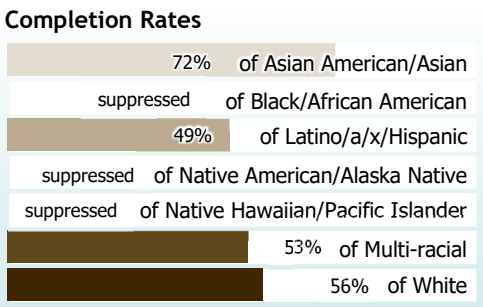 Completion Rates
72% of Asian American/Asian
suppressed of Black/African American
49% of Latino/a/x/Hispanic
suppressed of Native American/Alaska Native
suppressed of Native Hawaiian/Pacific Islander
53% of Multi-racial
56% of White